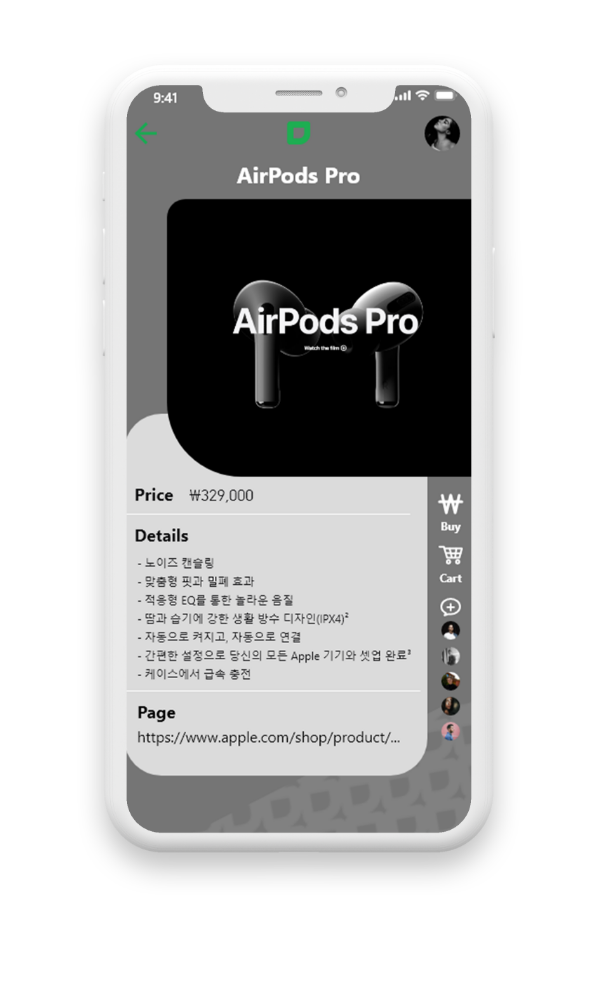 9:41
D
AirPods Pro
AirPods Pro
Watch the film
Price ₩329,000
Details
- 노이즈 캔슬링
- 맞춤형 핏과 밀폐 효과
- 적응형 EQ를 통한 놀라운 음질
- 땀과 습기에 강한 생활 방수 디자인(IPX4)²
- 자동으로 켜지고, 자동으로 연결
- 간편한 설정으로 당신의 모든 Apple 기기와 셋업 완료³
- 케이스에서 급속 충전
Page
https://www.apple.com/shop/product/...
₩
Buy
Cart